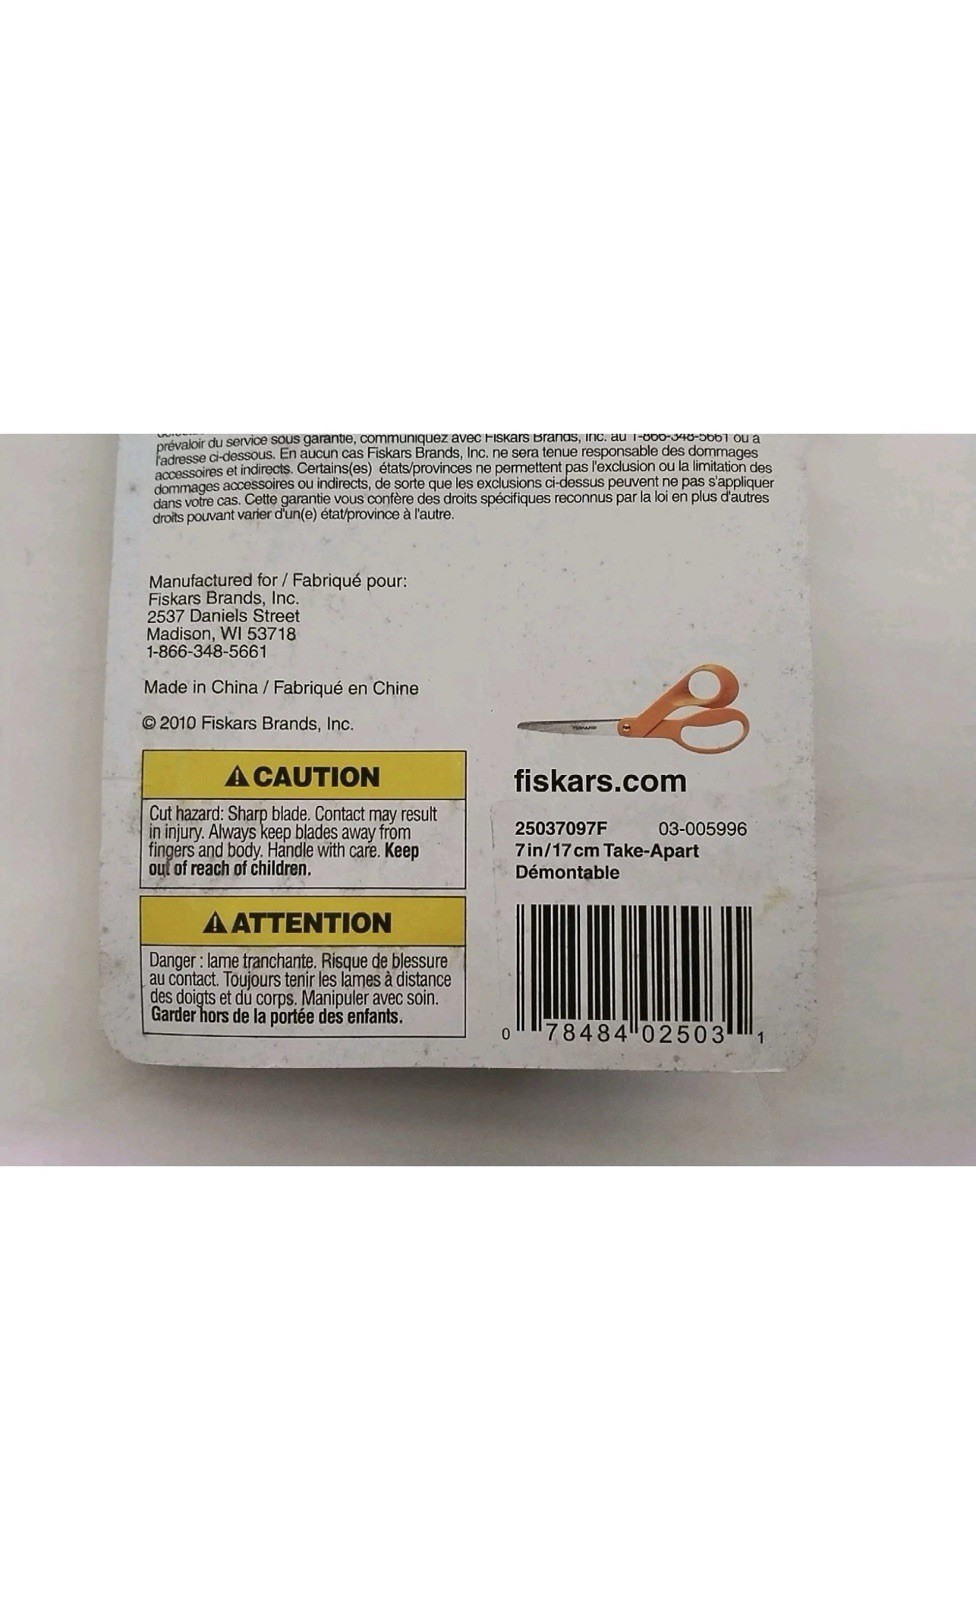 prévaloir du service sous garantie, communiquez avec Fiskars Brands, Inc. au 1-866-348-5661 ou à
l'adresse ci-dessous. En aucun cas Fiskars Brands, Inc. ne sera tenue responsable des dommages
accessoires et indirects. Certains(es) états/provinces ne permettent pas l'exclusion ou la limitation des
dommages accessoires ou indirects, de sorte que les exclusions ci-dessus peuvent ne pas s'appliquer
dans votre cas. Cette garantie vous confère des droits spécifiques reconnus par la loi en plus d'autres
droits pouvant varier d'un(e) état/province à l'autre.
Manufactured for / Fabriqué pour:
Fiskars Brands, Inc.
2537 Daniels Street
Madison, WI 53718
1-866-348-5661
Made in China / Fabriqué en Chine
© 2010 Fiskars Brands, Inc.
CAUTION
Cut hazard: Sharp blade. Contact may result
in injury. Always keep blades away from
fingers and body. Handle with care. Keep
out of reach of children.
ATTENTION
Danger : lame tranchante. Risque de blessure
au contact. Toujours tenir les lames à distance
des doigts et du corps. Manipuler avec soin.
Garder hors de la portée des enfants.
FISKARS
fiskars.com
25037097F 03-005996
7in/17cm Take-Apart
Démontable
0 78484 02503 1